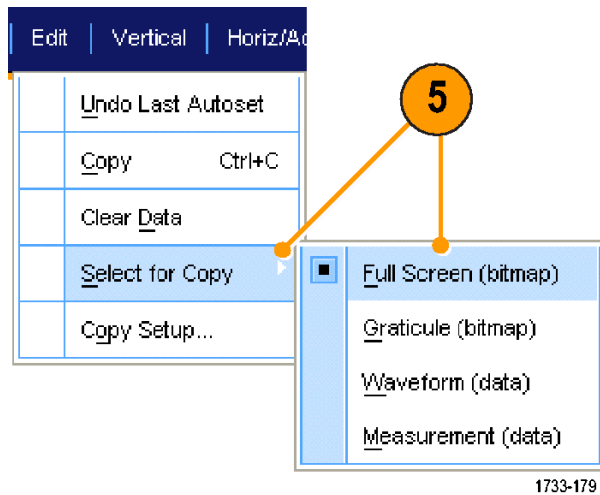 Edit Vertical Horiz/Ac
5
Undo Last Autoset
Copy Ctrl+C
Clear Data
Select for Copy
Copy Setup...
Full Screen (bitmap)
Graticule (bitmap)
Waveform (data)
Measurement (data)
1733-179